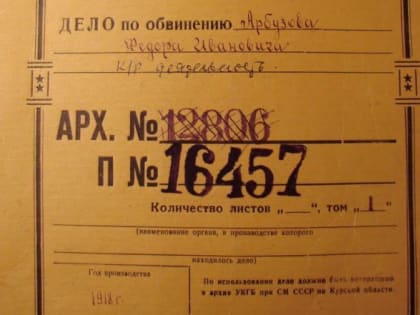 ДЕЛО по обвинению Арбузова
Федора Ивановича
к/р деятельность.
АРХ. № 12806
П № 16457
Количество листов „__“, том „1“
(наименование органа, в производстве которого
находилось дело)
Год производства
1918 г.
По использовании дело должно быть возвращено
в архив УКГБ при СМ СССР по Курской области.